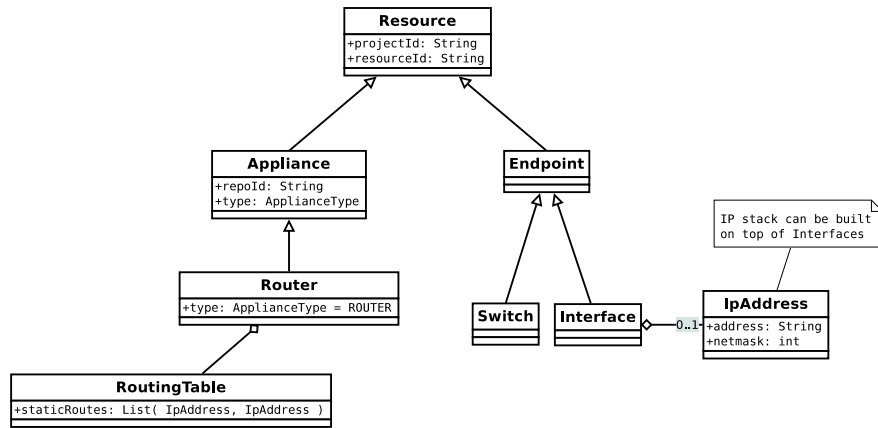 Resource
+projectId: String
+resourceId: String
Appliance
+repoId: String
+type: ApplianceType
Endpoint
IP stack can be built
on top of Interfaces
Router
+type: ApplianceType = ROUTER
Switch
Interface
0..1
IpAddress
+address: String
+netmask: int
RoutingTable
+staticRoutes: List( IpAddress, IpAddress )